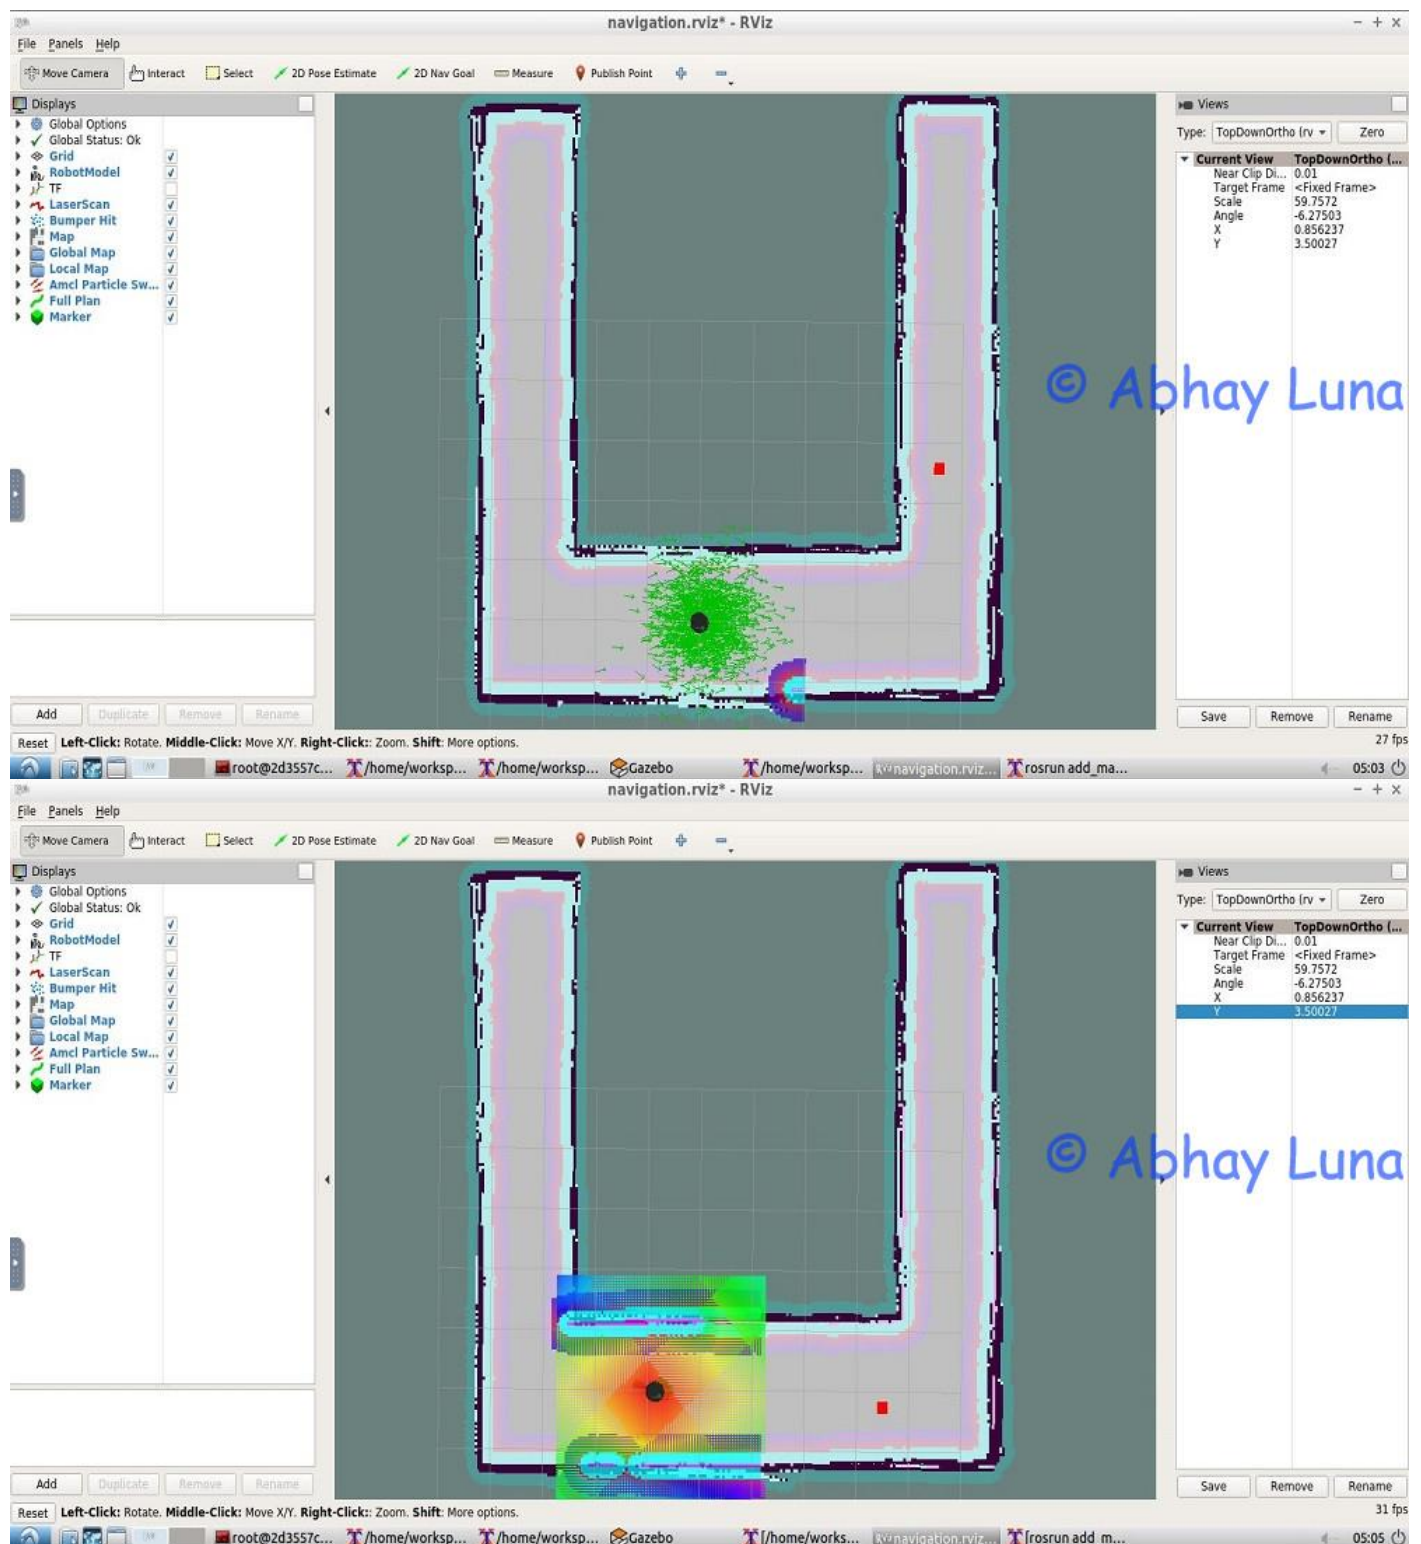 navigation.rviz* - RViz
File Panels Help
Move Camera Interact Select 2D Pose Estimate 2D Nav Goal Measure Publish Point
Displays
Global Options
Global Status: Ok
Grid
RobotModel
TF
LaserScan
Bumper Hit
Map
Global Map
Local Map
Amcl Particle Sw...
Full Plan
Marker
Add Duplicate Remove Rename
Views
Type: TopDownOrtho (rv Zero
Current View TopDownOrtho (...
Near Clip Di... 0.01
Target Frame <Fixed Frame>
Scale 59.7572
Angle -6.27503
X 0.856237
Y 3.50027
© Abhay Luna
Save Remove Rename
Reset Left-Click: Rotate. Middle-Click: Move X/Y. Right-Click:: Zoom. Shift: More options. 27 fps
root@2d3557c... /home/worksp... /home/worksp... Gazebo /home/worksp... navigation.rviz... rosrun add_ma... 05:03
navigation.rviz* - RViz
File Panels Help
Move Camera Interact Select 2D Pose Estimate 2D Nav Goal Measure Publish Point
Displays
Global Options
Global Status: Ok
Grid
RobotModel
TF
LaserScan
Bumper Hit
Map
Global Map
Local Map
Amcl Particle Sw...
Full Plan
Marker
Add Duplicate Remove Rename
Views
Type: TopDownOrtho (rv Zero
Current View TopDownOrtho (...
Near Clip Di... 0.01
Target Frame <Fixed Frame>
Scale 59.7572
Angle -6.27503
X 0.856237
Y 3.50027
© Abhay Luna
Save Remove Rename
Reset Left-Click: Rotate. Middle-Click: Move X/Y. Right-Click:: Zoom. Shift: More options. 31 fps
root@2d3557c... /home/worksp... /home/worksp... Gazebo [/home/works... navigation.rviz... [rosrun add_m... 05:05